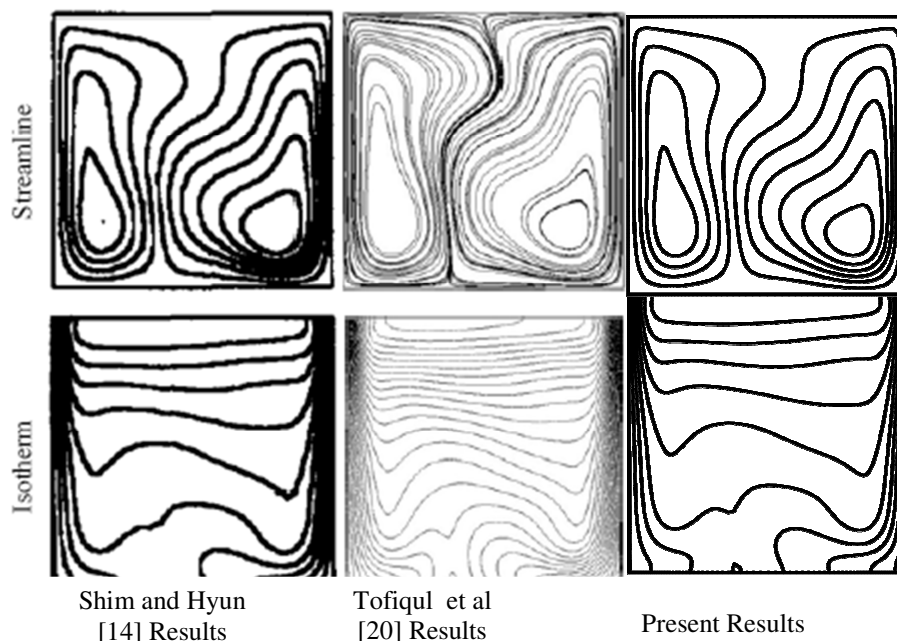 Streamline
Isotherm
Shim and Hyun
[14] Results
Tofiqul et al
[20] Results
Present Results